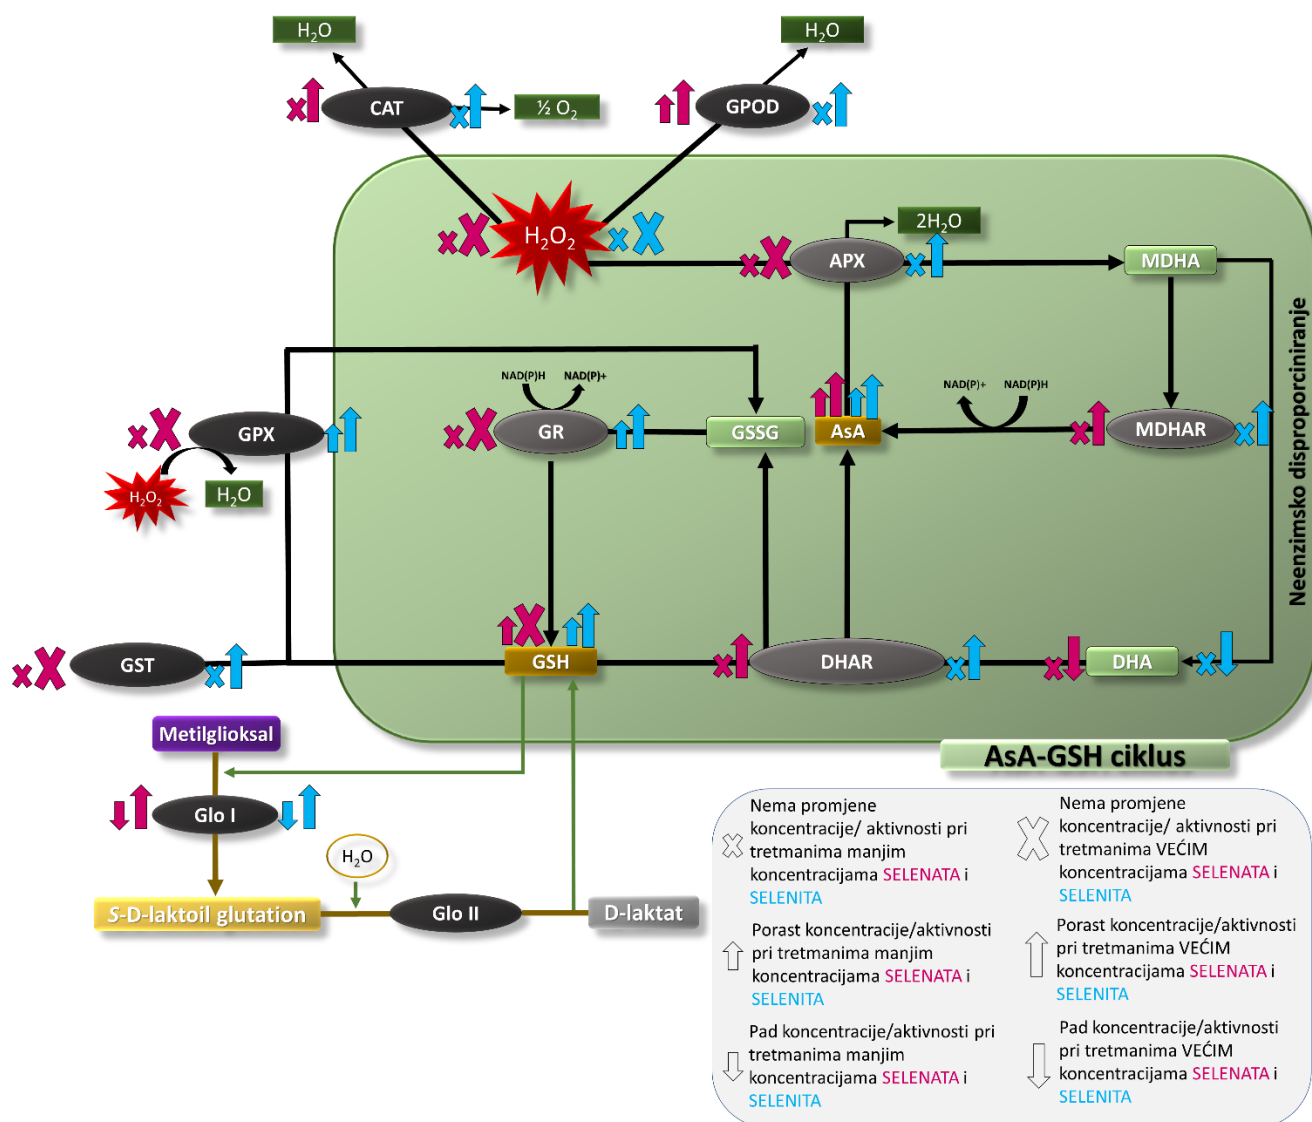 H₂O
H₂O
CAT
½ O₂
GPOD
H₂O₂
2H₂O
APX
MDHA
NAD(P)H
NAD(P)+
NAD(P)+
NAD(P)H
GPX
GR
GSSG
AsA
MDHAR
H₂O₂
H₂O
Neenzimsko disproporciniranje
GST
GSH
DHAR
DHA
Metilglioksal
AsA-GSH ciklus
Glo I
H₂O
S-D-laktoil glutation
Glo II
D-laktat
Nema promjene
koncentracije/ aktivnosti pri
tretmanima manjim
koncentracijama SELENATA i
SELENITA
Nema promjene
koncentracije/ aktivnosti pri
tretmanima VEĆIM
koncentracijama SELENATA i
SELENITA
Porast koncentracije/aktivnosti
pri tretmanima manjim
koncentracijama SELENATA i
SELENITA
Porast koncentracije/aktivnosti
pri tretmanima VEĆIM
koncentracijama SELENATA i
SELENITA
Pad koncentracije/aktivnosti pri
tretmanima manjim
koncentracijama SELENATA i
SELENITA
Pad koncentracije/aktivnosti
pri tretmanima VEĆIM
koncentracijama SELENATA i
SELENITA